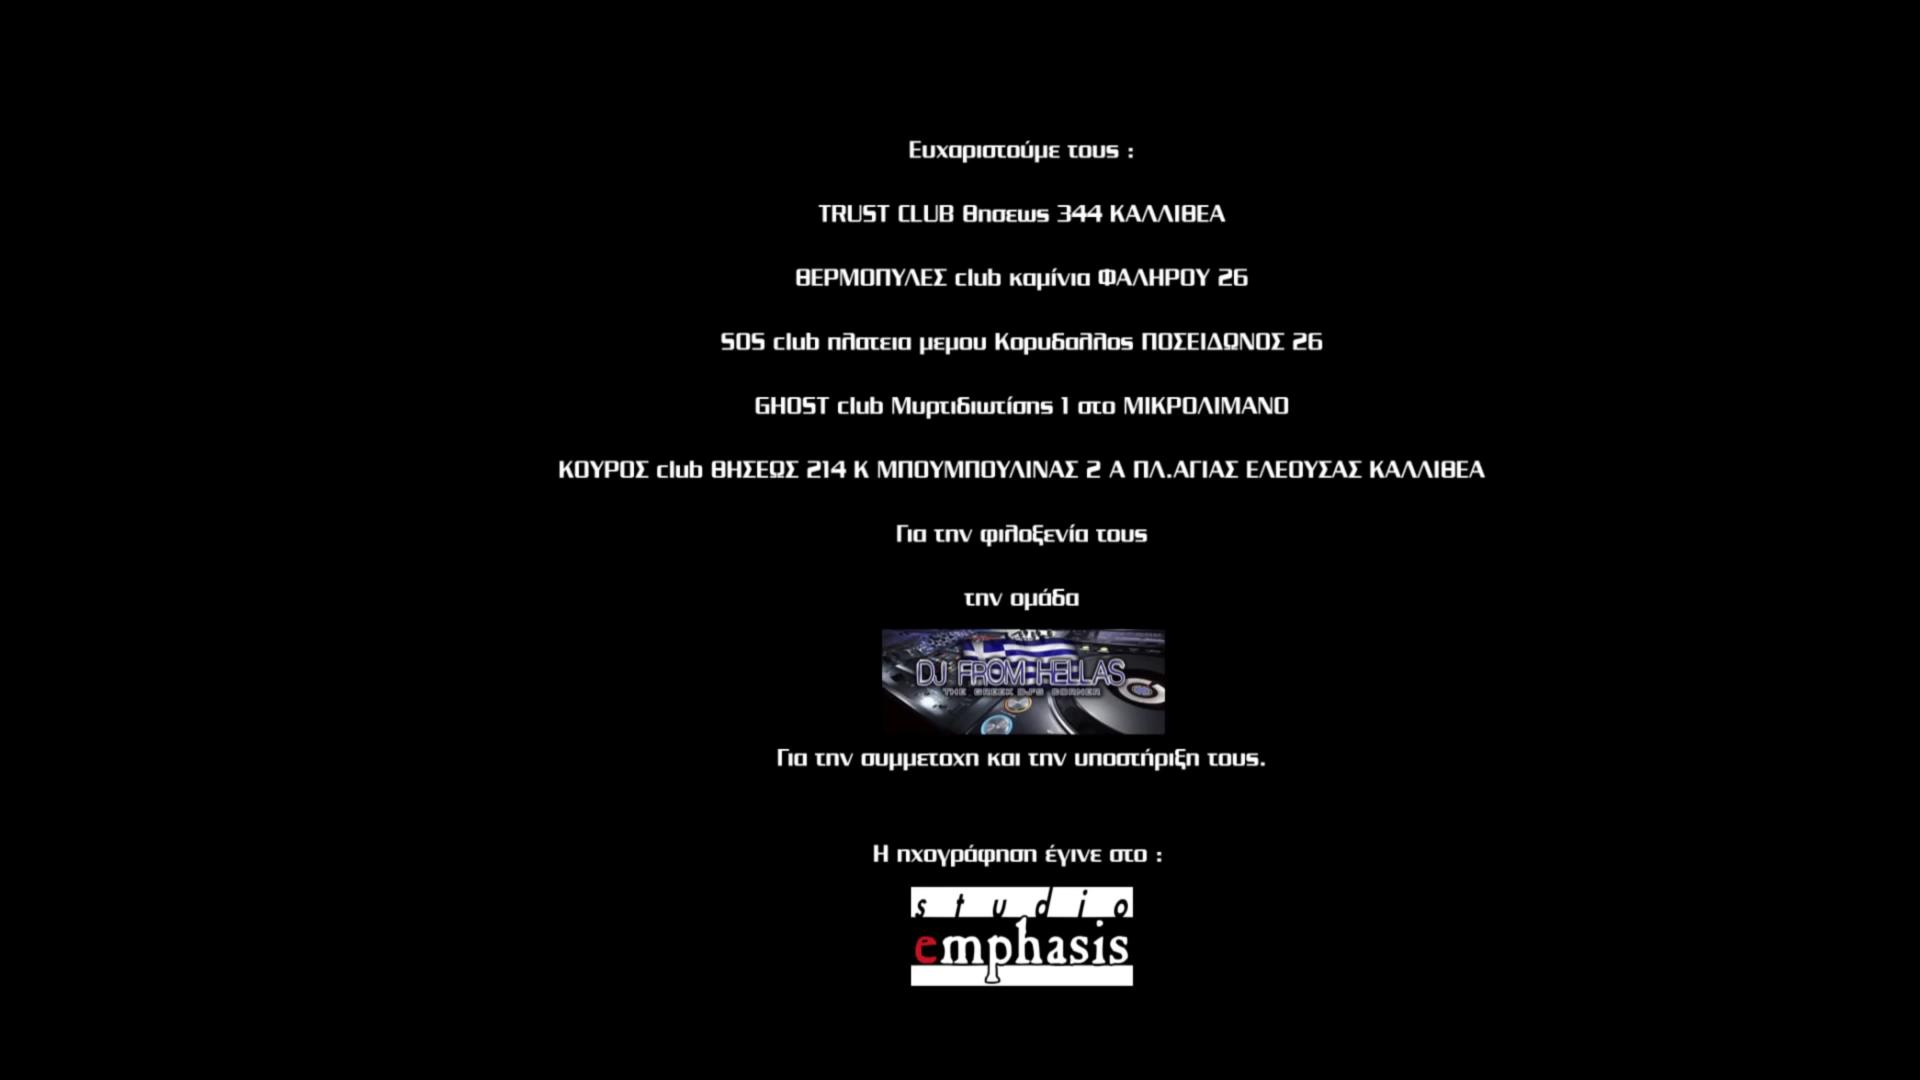 Ευχαριστούμε τους :
TRUST CLUB θησεως 344 ΚΑΛΛΙΘΕΑ
ΘΕΡΜΟΠΥΛΕΣ club καμίνια ΦΑΛΗΡΟΥ 26
SOS club πλατεια μεμου Κορυδαλλος ΠΟΣΕΙΔΩΝΟΣ 26
GHOST club Μυρτιδιωτίσης 1 στο ΜΙΚΡΟΛΙΜΑΝΟ
ΚΟΥΡΟΣ club ΘΗΣΕΩΣ 214 Κ ΜΠΟΥΜΠΟΥΛΙΝΑΣ 2 Α ΠΛ.ΑΓΙΑΣ ΕΛΕΟΥΣΑΣ ΚΑΛΛΙΘΕΑ
Για την φιλοξενία τους
την ομάδα
DJ FROM HELLAS
THE GREEK DJ'S CORNER
Για την συμμετοχη και την υποστήριξη τους.
Η ηχογράφηση έγινε στο :
studio
emphasis